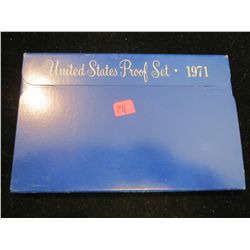 United States Proof Set · 1971